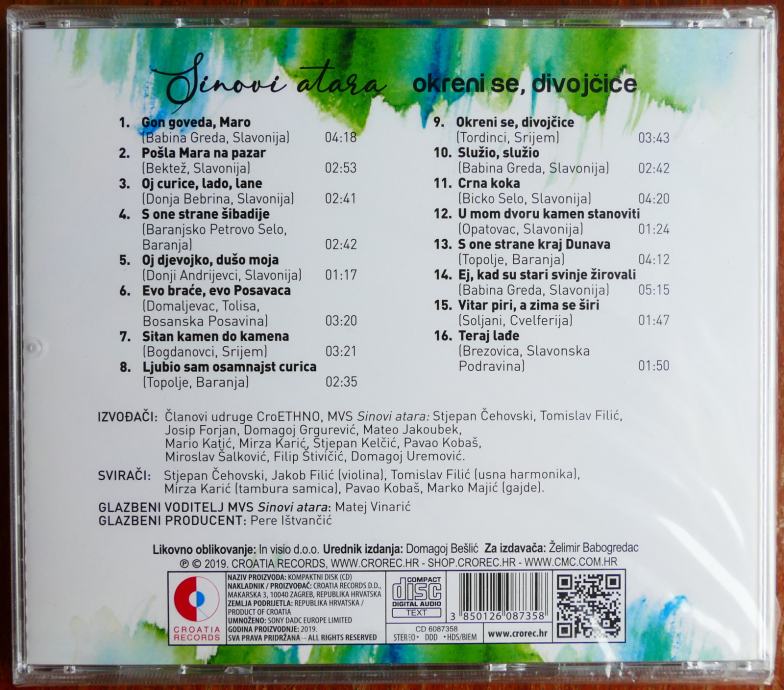 Sinovi atara okreni se, divojčice
1. Gon goveda, Maro
(Babina Greda, Slavonija) 04:18
2. Pošla Mara na pazar
(Bektež, Slavonija) 02:53
3. Oj curice, lado, lane
(Donja Bebrina, Slavonija) 02:41
4. S one strane šibadije
(Baranjsko Petrovo Selo,
Baranja) 02:42
5. Oj djevojko, dušo moja
(Donji Andrijevci, Slavonija) 01:17
6. Evo braće, evo Posavaca
(Domaljevac, Tolisa,
Bosanska Posavina) 03:20
7. Sitan kamen do kamena
(Bogdanovci, Srijem) 03:21
8. Ljubio sam osamnajst curica
(Topolje, Baranja) 02:35
9. Okreni se, divojčice
(Tordinci, Srijem) 03:43
10. Služio, služio
(Babina Greda, Slavonija) 02:42
11. Crna koka
(Bicko Selo, Slavonija) 04:20
12. U mom dvoru kamen stanoviti
(Opatovac, Slavonija) 01:24
13. S one strane kraj Dunava
(Topolje, Baranja) 04:12
14. Ej, kad su stari svinje žirovali
(Babina Greda, Slavonija) 05:15
15. Vitar piri, a zima se širi
(Soljani, Cvelferija) 01:47
16. Teraj lađe
(Brezovica, Slavonska
Podravina) 01:50
IZVOĐAČI: Članovi udruge CroETHNO, MVS Sinovi atara: Stjepan Čehovski, Tomislav Filić,
Josip Forjan, Domagoj Grgurević, Mateo Jakoubek,
Mario Katić, Mirza Karić, Stjepan Kelčić, Pavao Kobaš,
Miroslav Šalković, Filip Štivičić, Domagoj Uremović.
SVIRAČI: Stjepan Čehovski, Jakob Filić (violina), Tomislav Filić (usna harmonika),
Mirza Karić (tambura samica), Pavao Kobaš, Marko Majić (gajde).
GLAZBENI VODITELJ MVS Sinovi atara: Matej Vinarić
GLAZBENI PRODUCENT: Pere Ištvančić
Likovno oblikovanje: In visio d.o.o. Urednik izdanja: Domagoj Bešlić Za izdavača: Želimir Babogredac
℗ © 2019. CROATIA RECORDS, WWW.CROREC.HR - SHOP.CROREC.HR - WWW.CMC.COM.HR
CROATIA
RECORDS
NAZIV PROIZVODA: KOMPAKTNI DISK (CD)
NAKLADNIK / PROIZVOĐAČ: CROATIA RECORDS D.D.,
MAKARSKA 3, 10040 ZAGREB, REPUBLIKA HRVATSKA
ZEMLJA PODRIJETLA: REPUBLIKA HRVATSKA /
PRODUCT OF CROATIA
UMNOŽENO: SONY DADC EUROPE LIMITED
GODINA PROIZVODNJE: 2019.
SVA PRAVA PRIDRŽANA - ALL RIGHTS RESERVED
COMPACT
disc
DIGITAL AUDIO
TEXT
CD 6087358
STEREO • DDD • HDS/BIEM
3 850126 087358
www.crorec.hr